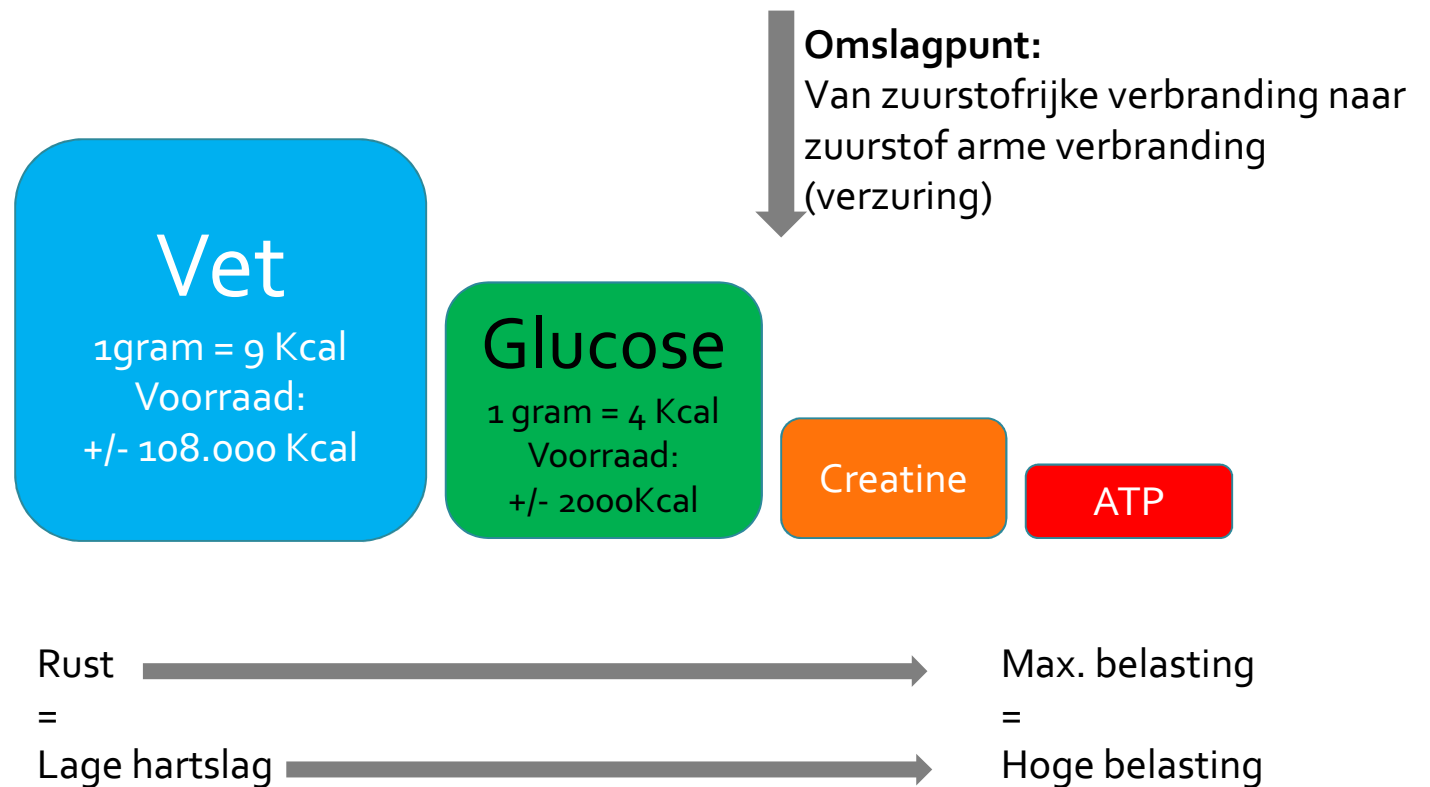 Omslagpunt:
Van zuurstofrijke verbranding naar
zuurstof arme verbranding
(verzuring)
Vet
1gram = 9 Kcal
Voorraad:
+/- 108.000 Kcal
Glucose
1 gram = 4 Kcal
Voorraad:
+/- 2000Kcal
Creatine
ATP
Rust
=
Lage hartslag
Max. belasting
=
Hoge belasting